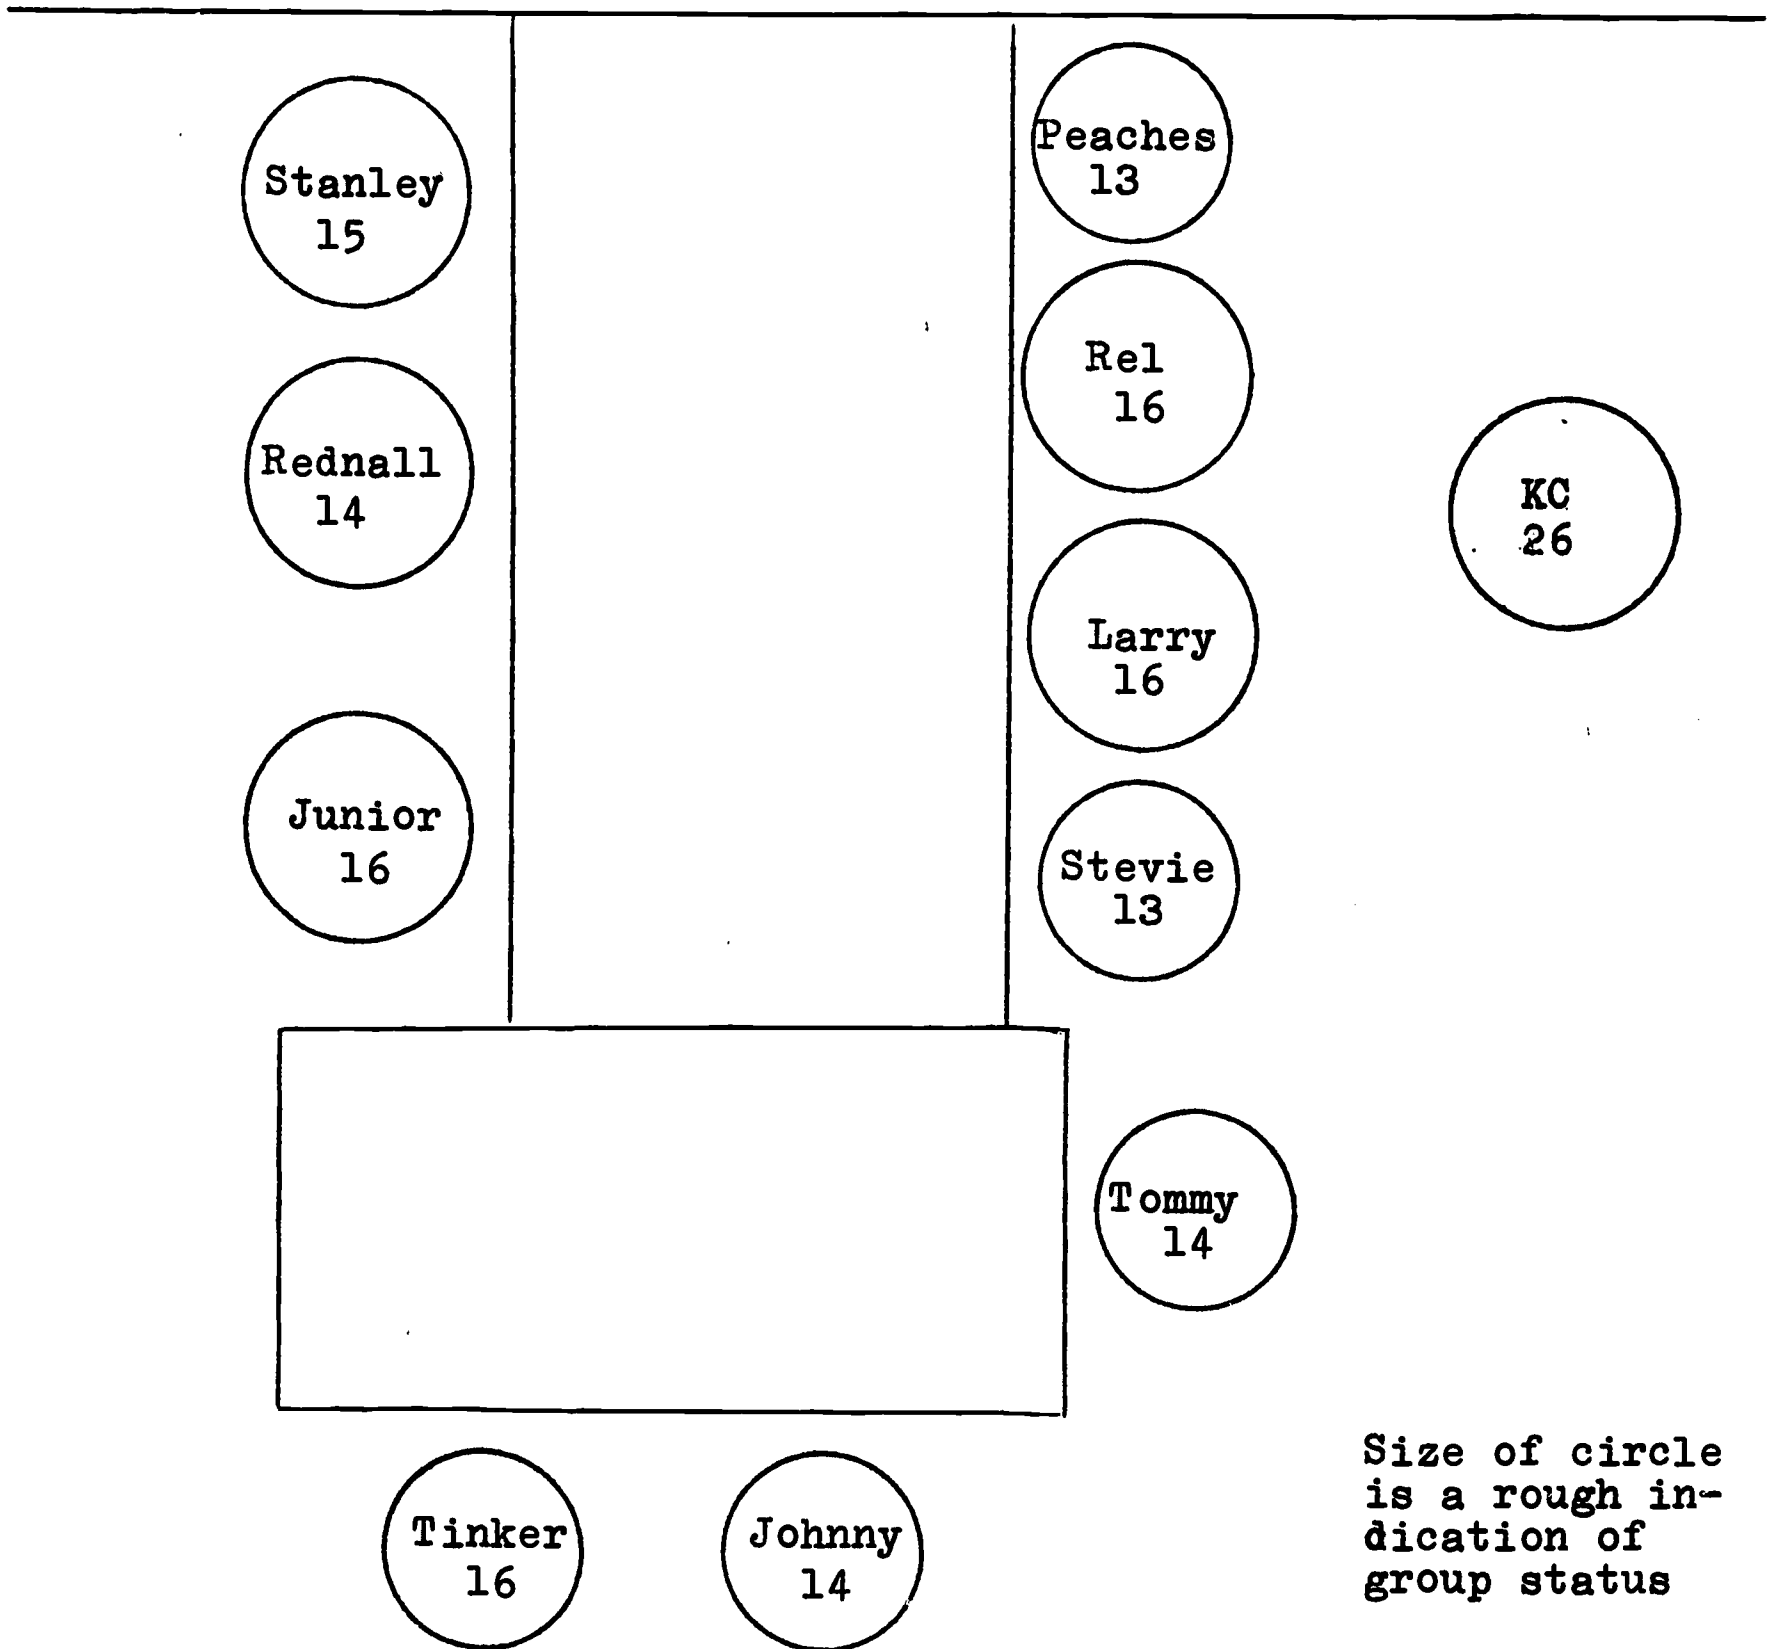 Peaches
13
Stanley
15
Rel
16
Rednall
14
KC
26
Larry
16
Junior
16
Stevie
13
Tommy
14
Tinker
16
Johnny
14
Size of circle
is a rough in-
dication of
group status